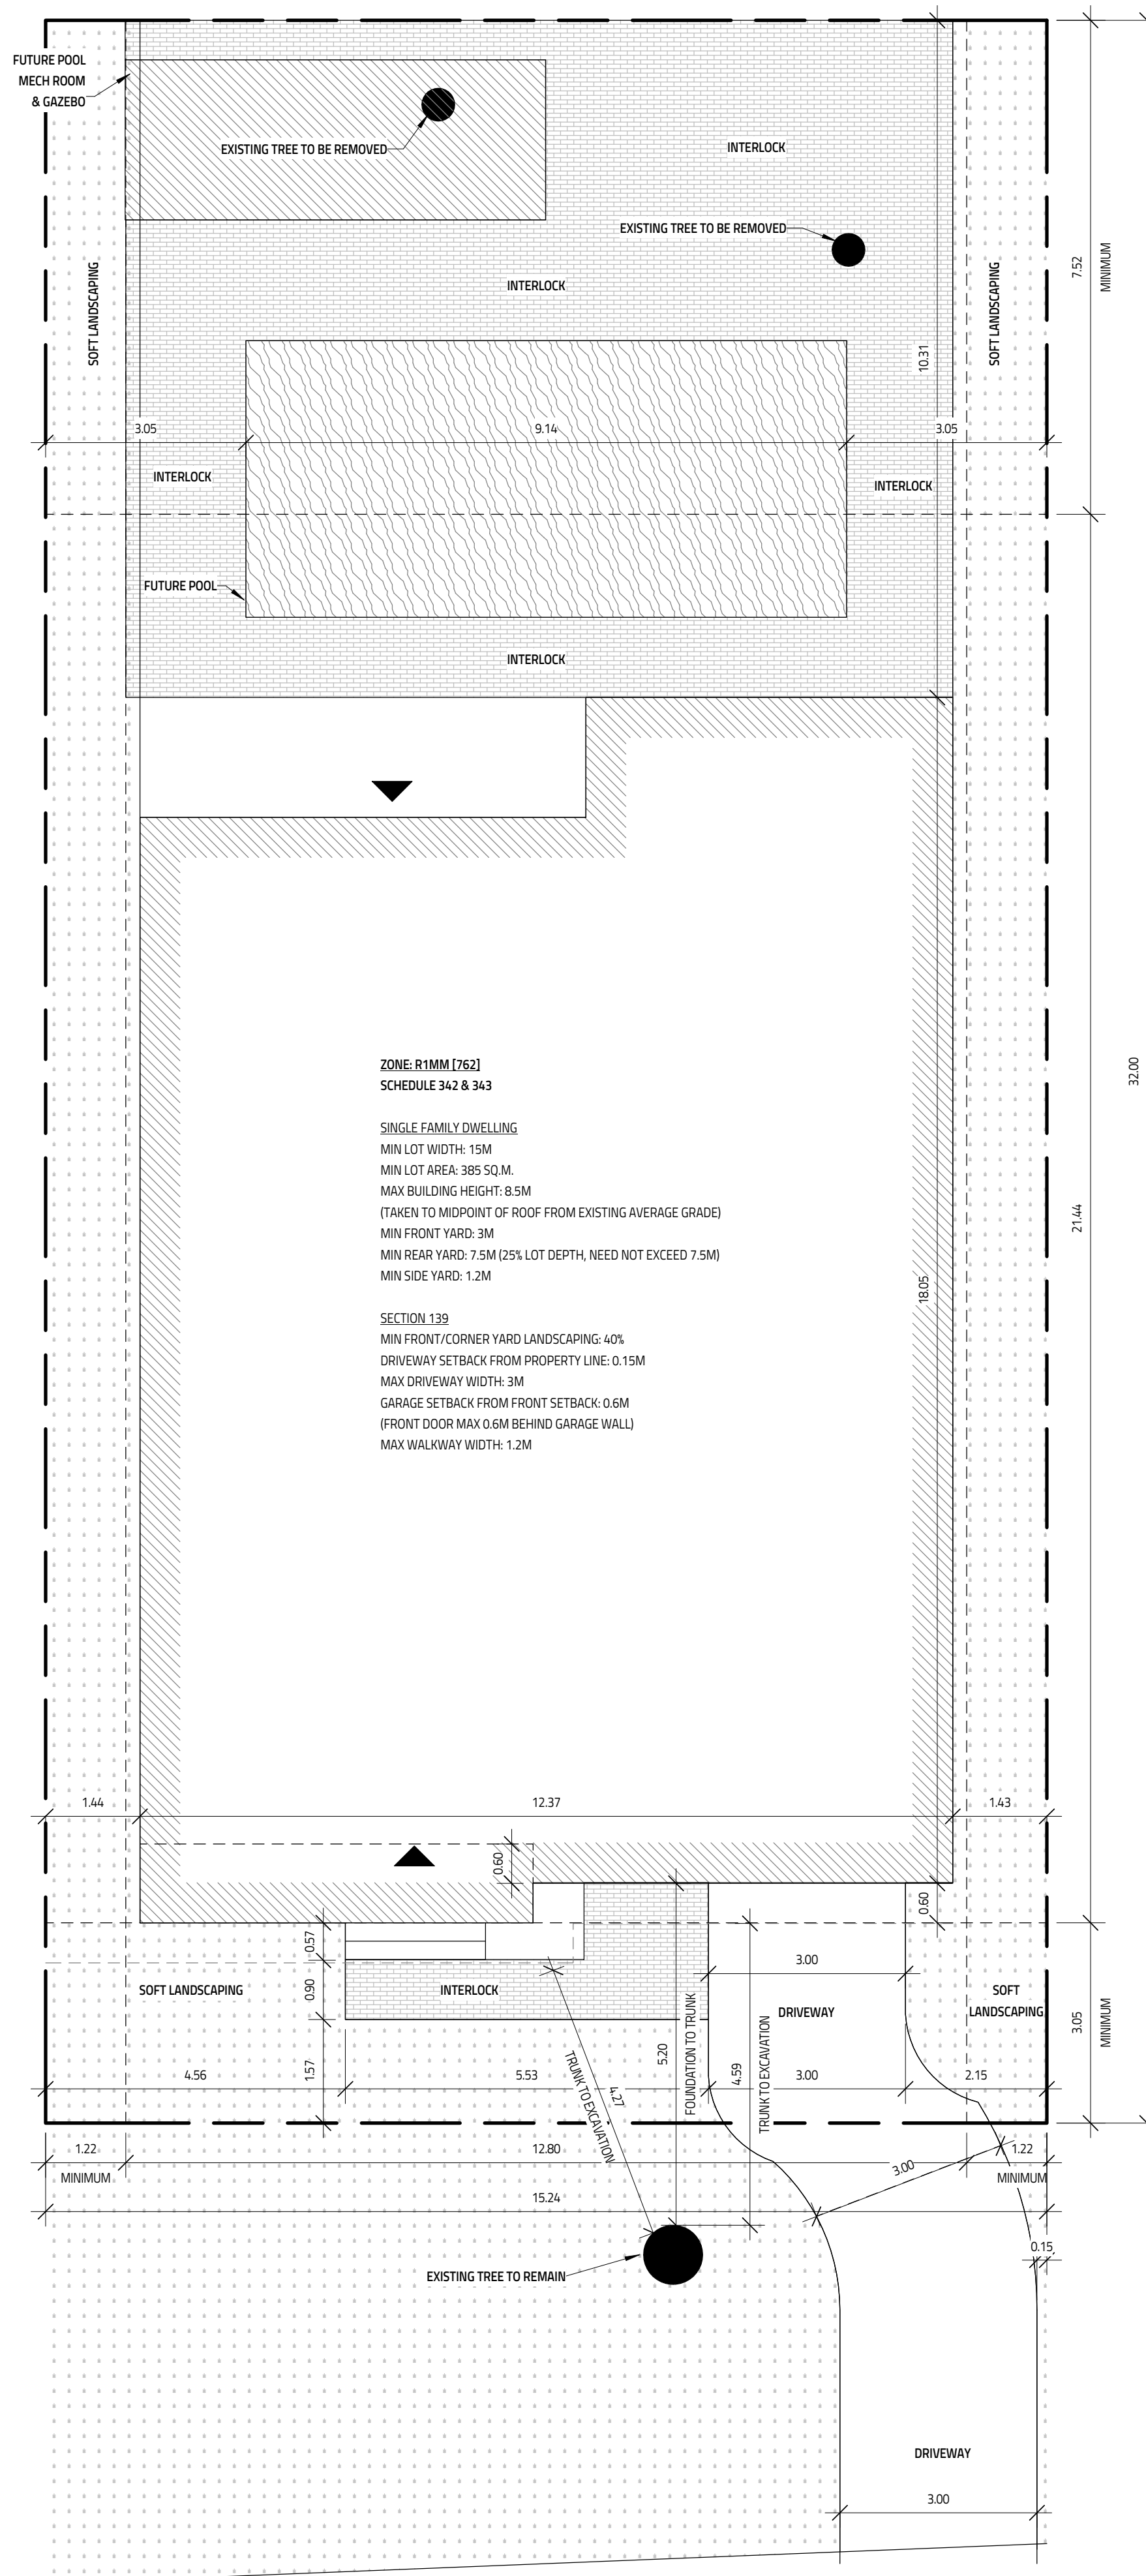 FUTURE POOL
MECH ROOM
& GAZEBO
EXISTING TREE TO BE REMOVED
INTERLOCK
EXISTING TREE TO BE REMOVED
INTERLOCK
SOFT LANDSCAPING
SOFT LANDSCAPING
7.52
MINIMUM
10.31
3.05
9.14
3.05
INTERLOCK
INTERLOCK
FUTURE POOL
INTERLOCK
ZONE: R1MM [762]
SCHEDULE 342 & 343
SINGLE FAMILY DWELLING
MIN LOT WIDTH: 15M
MIN LOT AREA: 385 SQ.M.
MAX BUILDING HEIGHT: 8.5M
(TAKEN TO MIDPOINT OF ROOF FROM EXISTING AVERAGE GRADE)
MIN FRONT YARD: 3M
MIN REAR YARD: 7.5M (25% LOT DEPTH, NEED NOT EXCEED 7.5M)
MIN SIDE YARD: 1.2M
SECTION 139
MIN FRONT/CORNER YARD LANDSCAPING: 40%
DRIVEWAY SETBACK FROM PROPERTY LINE: 0.15M
MAX DRIVEWAY WIDTH: 3M
GARAGE SETBACK FROM FRONT SETBACK: 0.6M
(FRONT DOOR MAX 0.6M BEHIND GARAGE WALL)
MAX WALKWAY WIDTH: 1.2M
32.00
21.44
18.05
1.44
12.37
1.43
0.60
0.60
0.57
3.00
SOFT LANDSCAPING
0.90
INTERLOCK
DRIVEWAY
SOFT
LANDSCAPING
3.05
MINIMUM
5.20
FOUNDATION TO TRUNK
4.59
TRUNK TO EXCAVATION
4.27
TRUNK TO EXCAVATION
1.57
4.56
5.53
3.00
2.15
1.22
MINIMUM
12.80
3.00
1.22
MINIMUM
15.24
0.15
EXISTING TREE TO REMAIN
DRIVEWAY
3.00